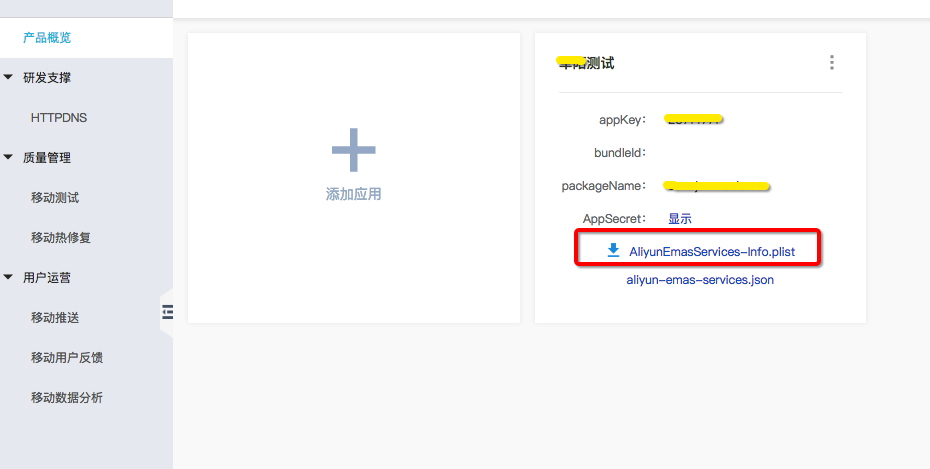 产品概览
研发支撑
HTTPDNS
质量管理
移动测试
移动热修复
用户运营
移动推送
移动用户反馈
移动数据分析
添加应用
测试
appKey：
bundleId：
packageName：
AppSecret： 显示
AliyunEmasServices-Info.plist
aliyun-emas-services.json